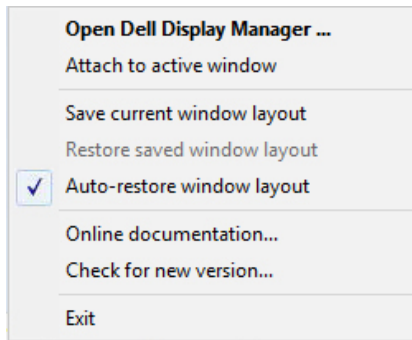 Open Dell Display Manager ...
Attach to active window
Save current window layout
Restore saved window layout
Auto-restore window layout
Online documentation...
Check for new version...
Exit